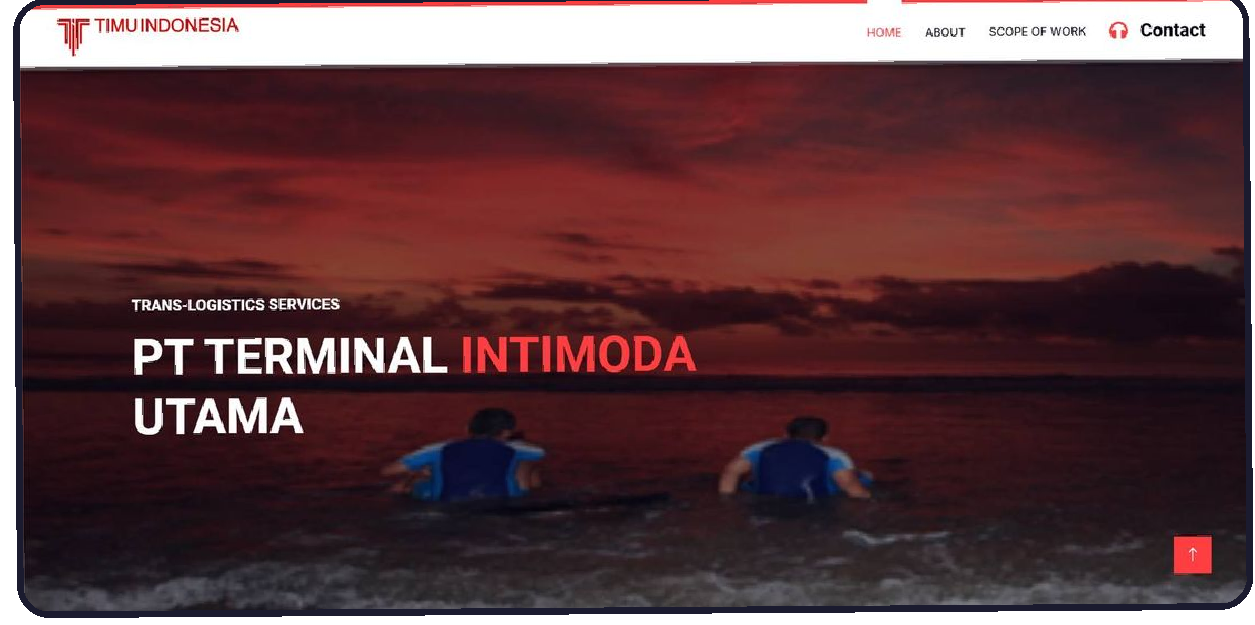 TIMU INDONESIA
HOME ABOUT SCOPE OF WORK Contact
TRANS-LOGISTICS SERVICES
PT TERMINAL INTIMODA
UTAMA